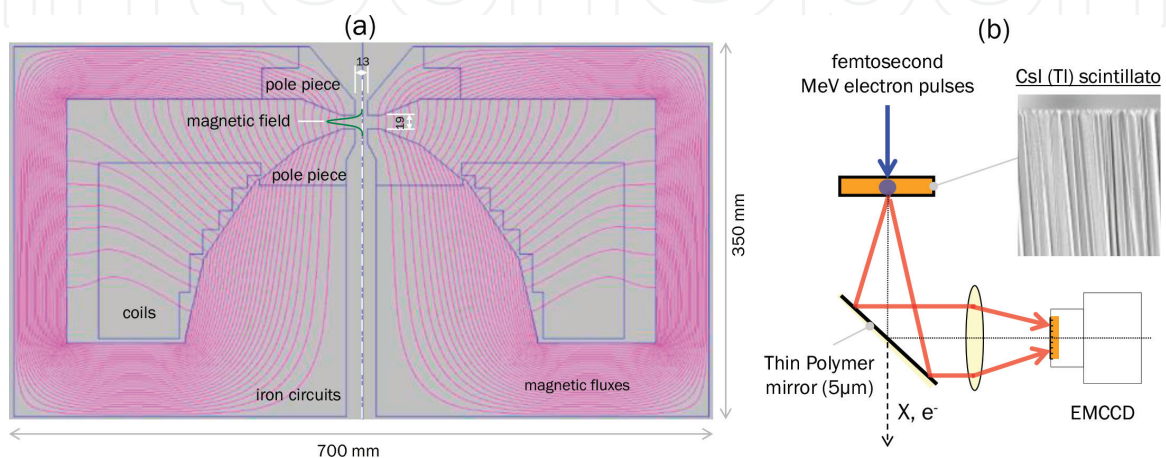 (a)
13
pole piece
magnetic field
19
pole piece
coils
iron circuits
magnetic fluxes
350 mm
700 mm
(b)
femtosecond
MeV electron pulses
CsI (Tl) scintillato
Thin Polymer
mirror (5µm)
X, e-
EMCCD